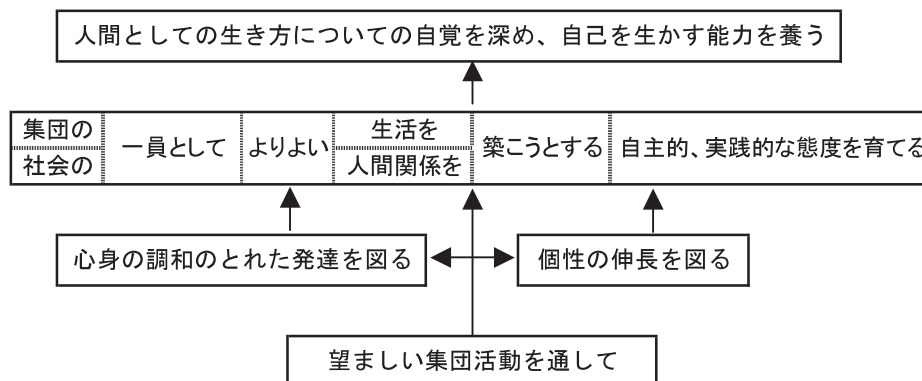 人間としての生き方についての自覚を深め、自己を生かす能力を養う
集団の
社会の
一員として
よりよい
生活を
人間関係を
築こうとする
自主的、実践的な態度を育てる
心身の調和のとれた発達を図る
個性の伸長を図る
望ましい集団活動を通して